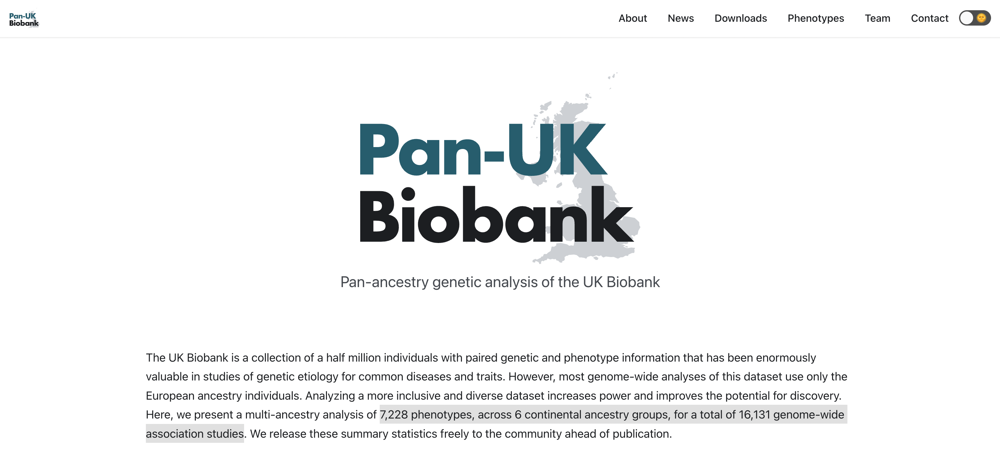 Pan-UK
Biobank
About News Downloads Phenotypes Team Contact
Pan-UK
Biobank
Pan-ancestry genetic analysis of the UK Biobank
The UK Biobank is a collection of a half million individuals with paired genetic and phenotype information that has been enormously
valuable in studies of genetic etiology for common diseases and traits. However, most genome-wide analyses of this dataset use only the
European ancestry individuals. Analyzing a more inclusive and diverse dataset increases power and improves the potential for discovery.
Here, we present a multi-ancestry analysis of 7,228 phenotypes, across 6 continental ancestry groups, for a total of 16,131 genome-wide
association studies. We release these summary statistics freely to the community ahead of publication.